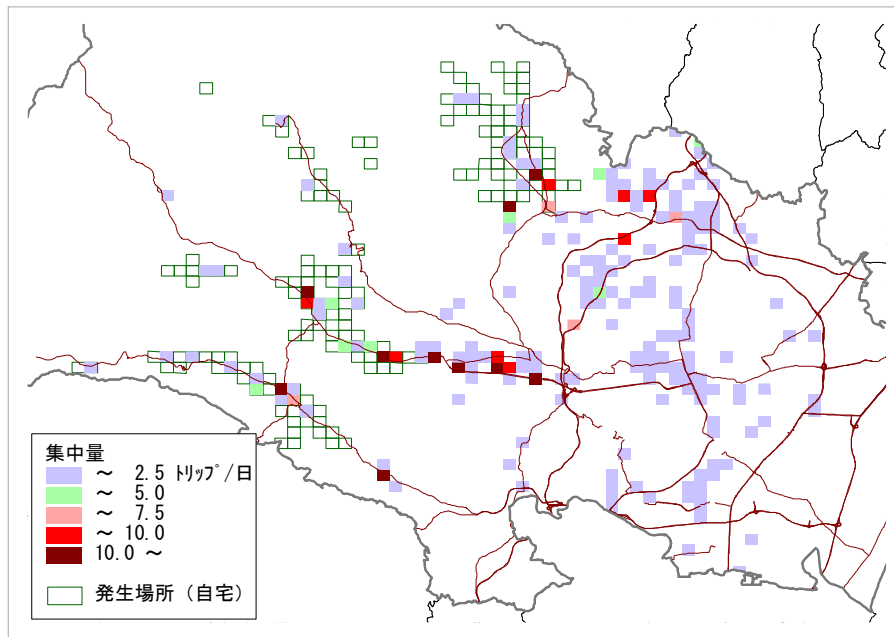 集中量
～ 2.5 ﾄﾘｯﾌﾟ/日
～ 5.0
～ 7.5
～ 10.0
10.0 ～
発生場所（自宅）